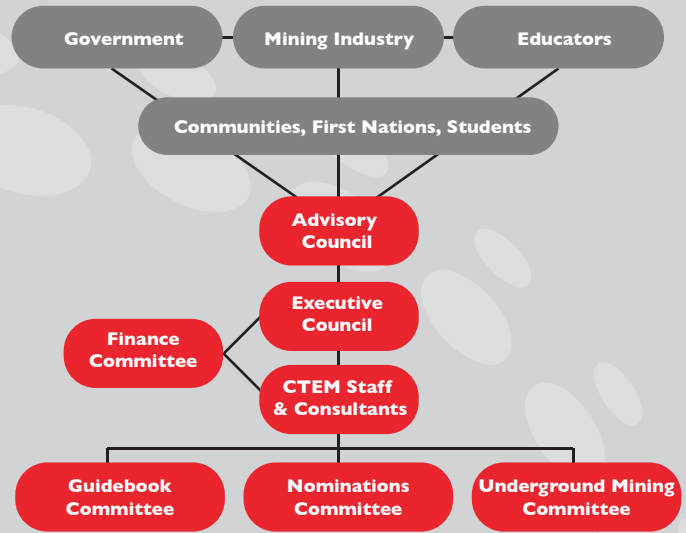 Government
Mining Industry
Educators
Communities, First Nations, Students
Advisory
Council
Executive
Council
Finance
Committee
CTEM Staff
& Consultants
Guidebook
Committee
Nominations
Committee
Underground Mining
Committee